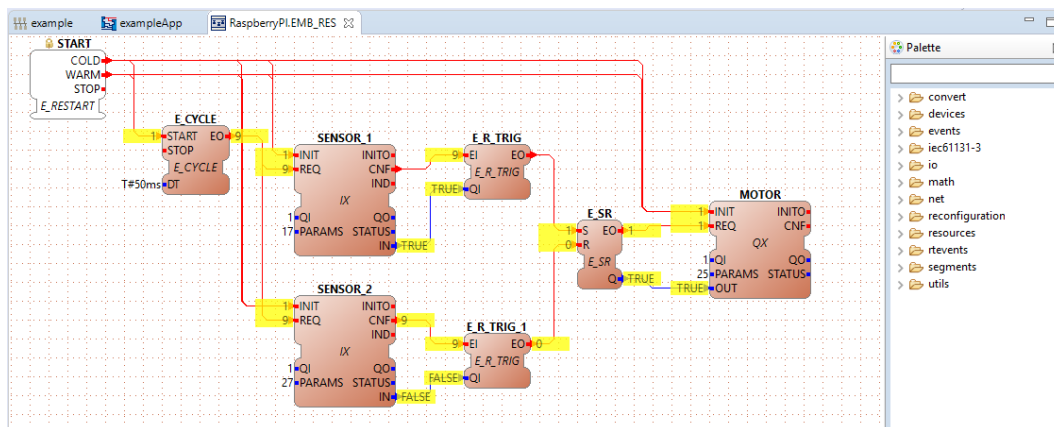 example
exampleApp
RaspberryPI.EMB_RES
START
COLD
WARM
STOP
E_RESTART
E_CYCLE
1 START EO 9
STOP
E_CYCLE
T#50ms DT
SENSOR_1
1 INIT INITO
9 REQ CNF
IND
IX
1 QI QO
17 PARAMS STATUS
IN TRUE
E_R_TRIG
9 EI EO
E_R_TRIG
TRUE QI
SENSOR_2
1 INIT INITO
9 REQ CNF 9
IND
IX
1 QI QO
27 PARAMS STATUS
IN FALSE
E_R_TRIG_1
9 EI EO 0
E_R_TRIG
FALSE QI
E_SR
1 S EO 1
0 R
E_SR
Q TRUE
MOTOR
1 INIT INITO
1 REQ CNF
QX
1 QI QO
25 PARAMS STATUS
TRUE OUT
Palette
convert
devices
events
iec61131-3
io
math
net
reconfiguration
resources
rtevents
segments
utils